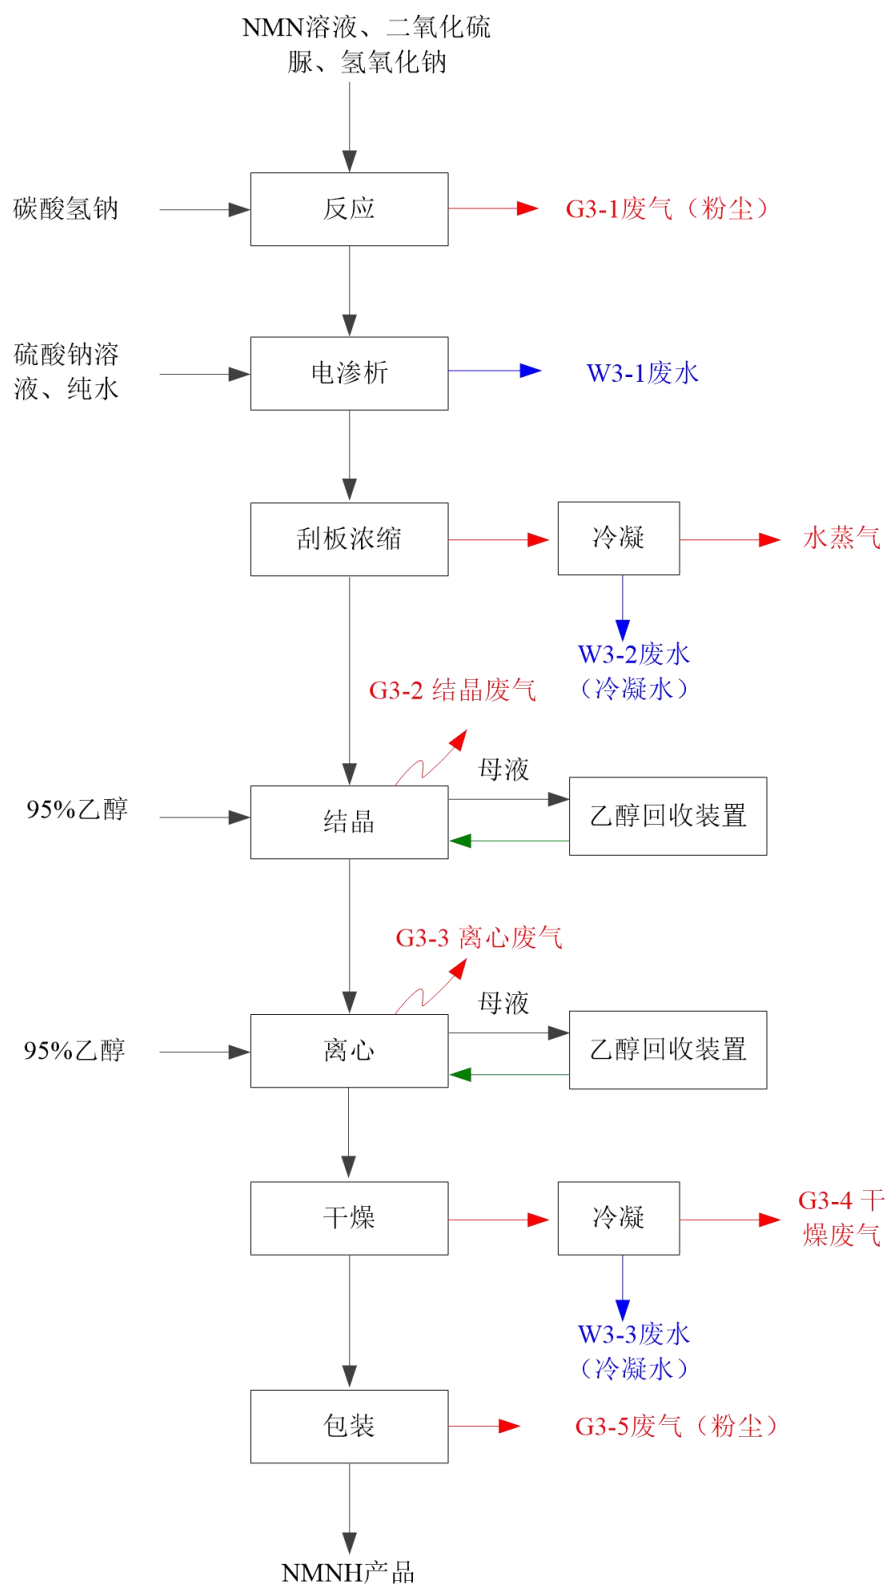 NMN溶液、二氧化硫
脲、氢氧化钠
碳酸氢钠
反应
G3-1废气（粉尘）
硫酸钠溶
液、纯水
电渗析
W3-1废水
刮板浓缩
冷凝
水蒸气
W3-2废水
（冷凝水）
G3-2 结晶废气
95%乙醇
结晶
母液
乙醇回收装置
G3-3 离心废气
95%乙醇
离心
母液
乙醇回收装置
干燥
冷凝
G3-4 干
燥废气
W3-3废水
（冷凝水）
包装
G3-5废气（粉尘）
NMNH产品